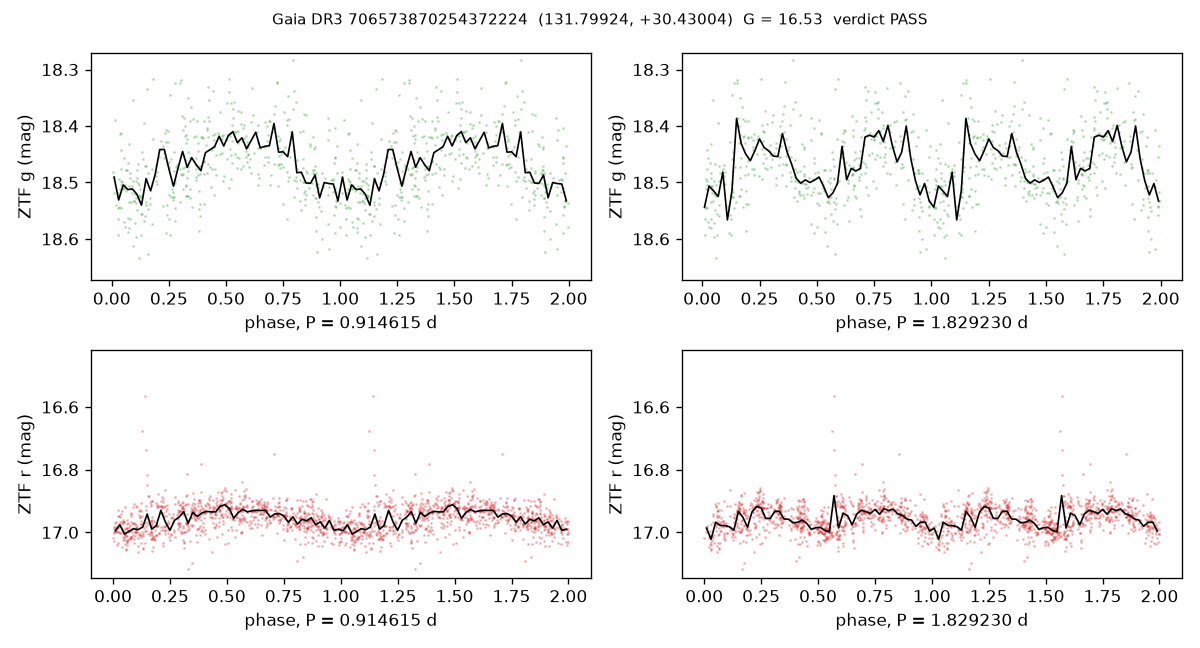 Gaia DR3 706573870254372224 (131.79924, +30.43004) G = 16.53 verdict PASS
ZTF g (mag)
18.3
18.4
18.5
18.6
0.00 0.25 0.50 0.75 1.00 1.25 1.50 1.75 2.00
phase, P = 0.914615 d
ZTF g (mag)
18.3
18.4
18.5
18.6
0.00 0.25 0.50 0.75 1.00 1.25 1.50 1.75 2.00
phase, P = 1.829230 d
ZTF r (mag)
16.6
16.8
17.0
0.00 0.25 0.50 0.75 1.00 1.25 1.50 1.75 2.00
phase, P = 0.914615 d
ZTF r (mag)
16.6
16.8
17.0
0.00 0.25 0.50 0.75 1.00 1.25 1.50 1.75 2.00
phase, P = 1.829230 d